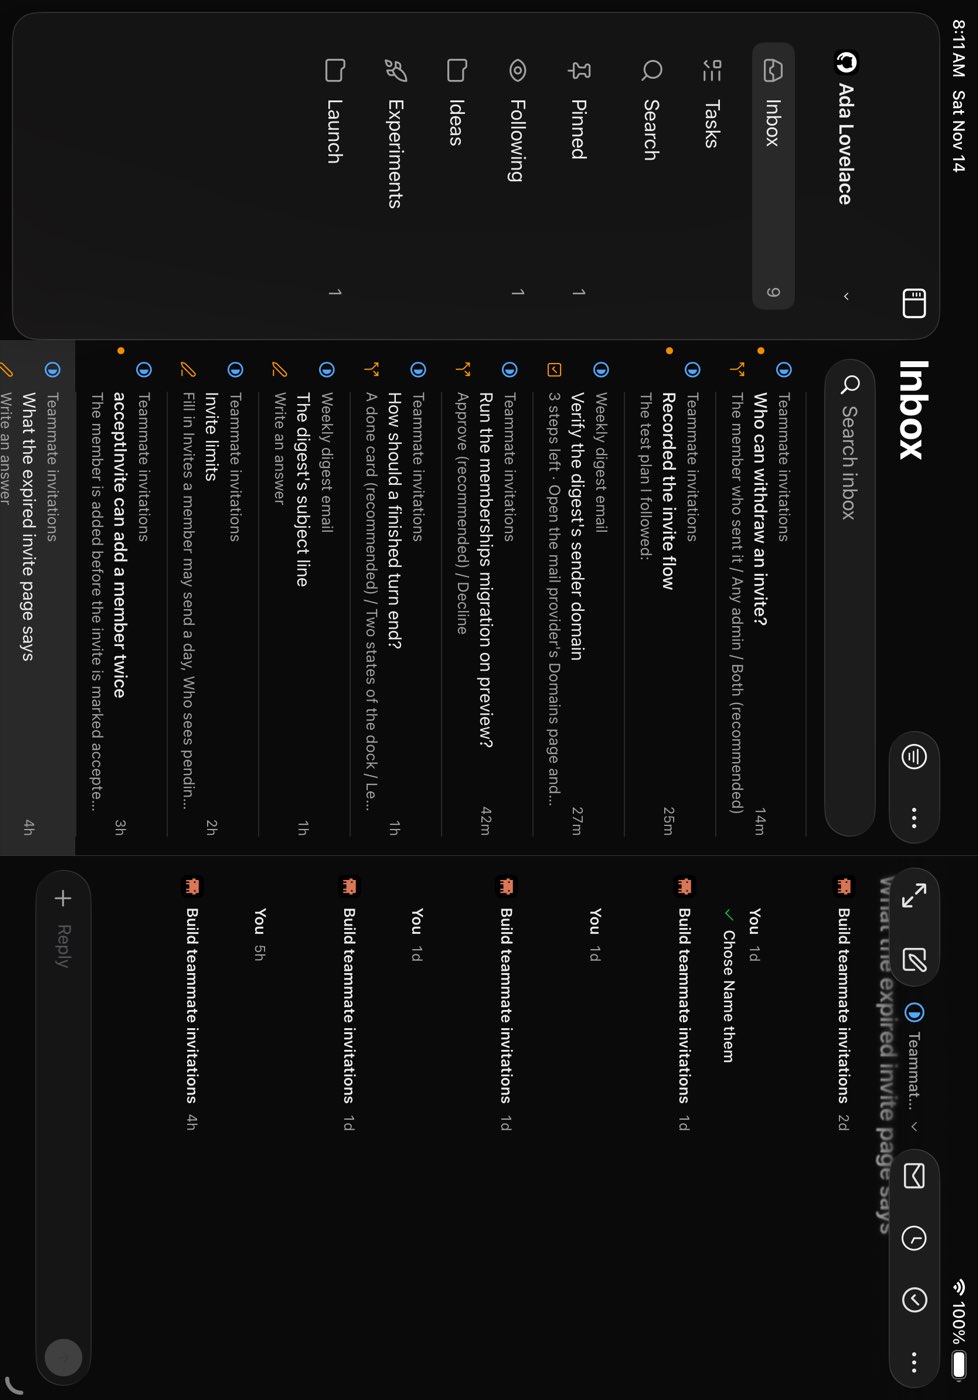 8:11 AM Sat Nov 14
100%
Ada Lovelace
Inbox 9
Tasks
Search
Pinned 1
Following 1
Ideas
Experiments
Launch 1
Inbox
Search inbox
Teammate invitations
Who can withdraw an invite? 14m
The member who sent it / Any admin / Both (recommended)
Teammate invitations
Recorded the invite flow 25m
The test plan I followed:
Weekly digest email
Verify the digest's sender domain 27m
3 steps left · Open the mail provider's Domains page and...
Teammate invitations
Run the memberships migration on preview? 42m
Approve (recommended) / Decline
Teammate invitations
How should a finished turn end? 1h
A done card (recommended) / Two states of the dock / Le...
Weekly digest email
The digest's subject line 1h
Write an answer
Teammate invitations
Invite limits 2h
Fill in Invites a member may send a day, Who sees pendin...
Teammate invitations
acceptInvite can add a member twice 3h
The member is added before the invite is marked accepte...
Teammate invitations
What the expired invite page says 4h
Write an answer
Teammat...
What the expired invite page says
Build teammate invitations 2d
You 1d
Chose Name them
Build teammate invitations 1d
You 1d
Build teammate invitations 1d
You 1d
Build teammate invitations 1d
You 5h
Build teammate invitations 4h
Reply